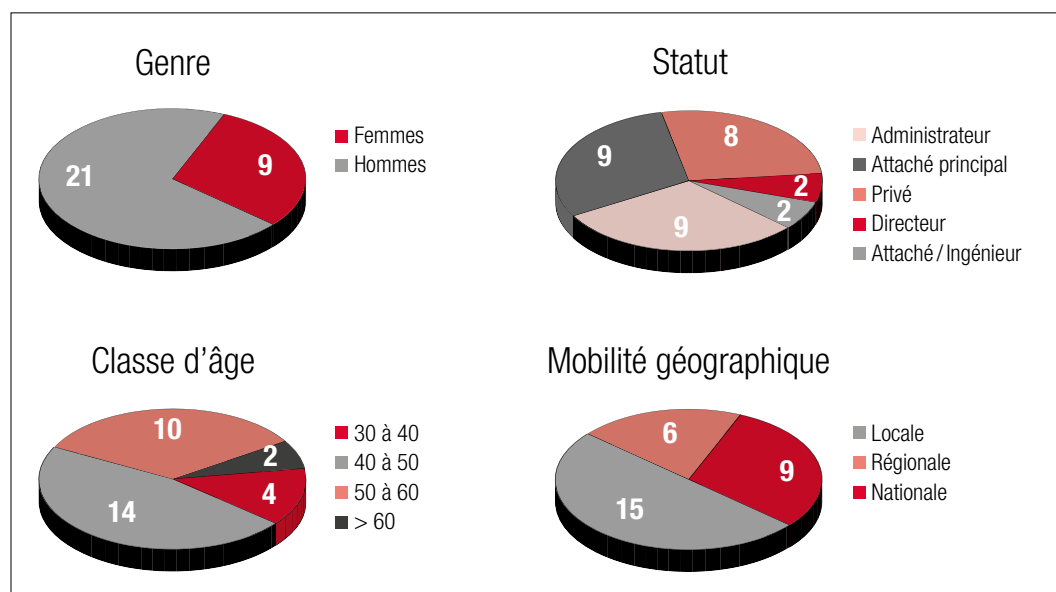 Genre
21
9
Femmes
Hommes
Statut
9
8
2
2
9
Administrateur
Attaché principal
Privé
Directeur
Attaché / Ingénieur
Classe d’âge
10
2
4
14
30 à 40
40 à 50
50 à 60
> 60
Mobilité géographique
6
9
15
Locale
Régionale
Nationale